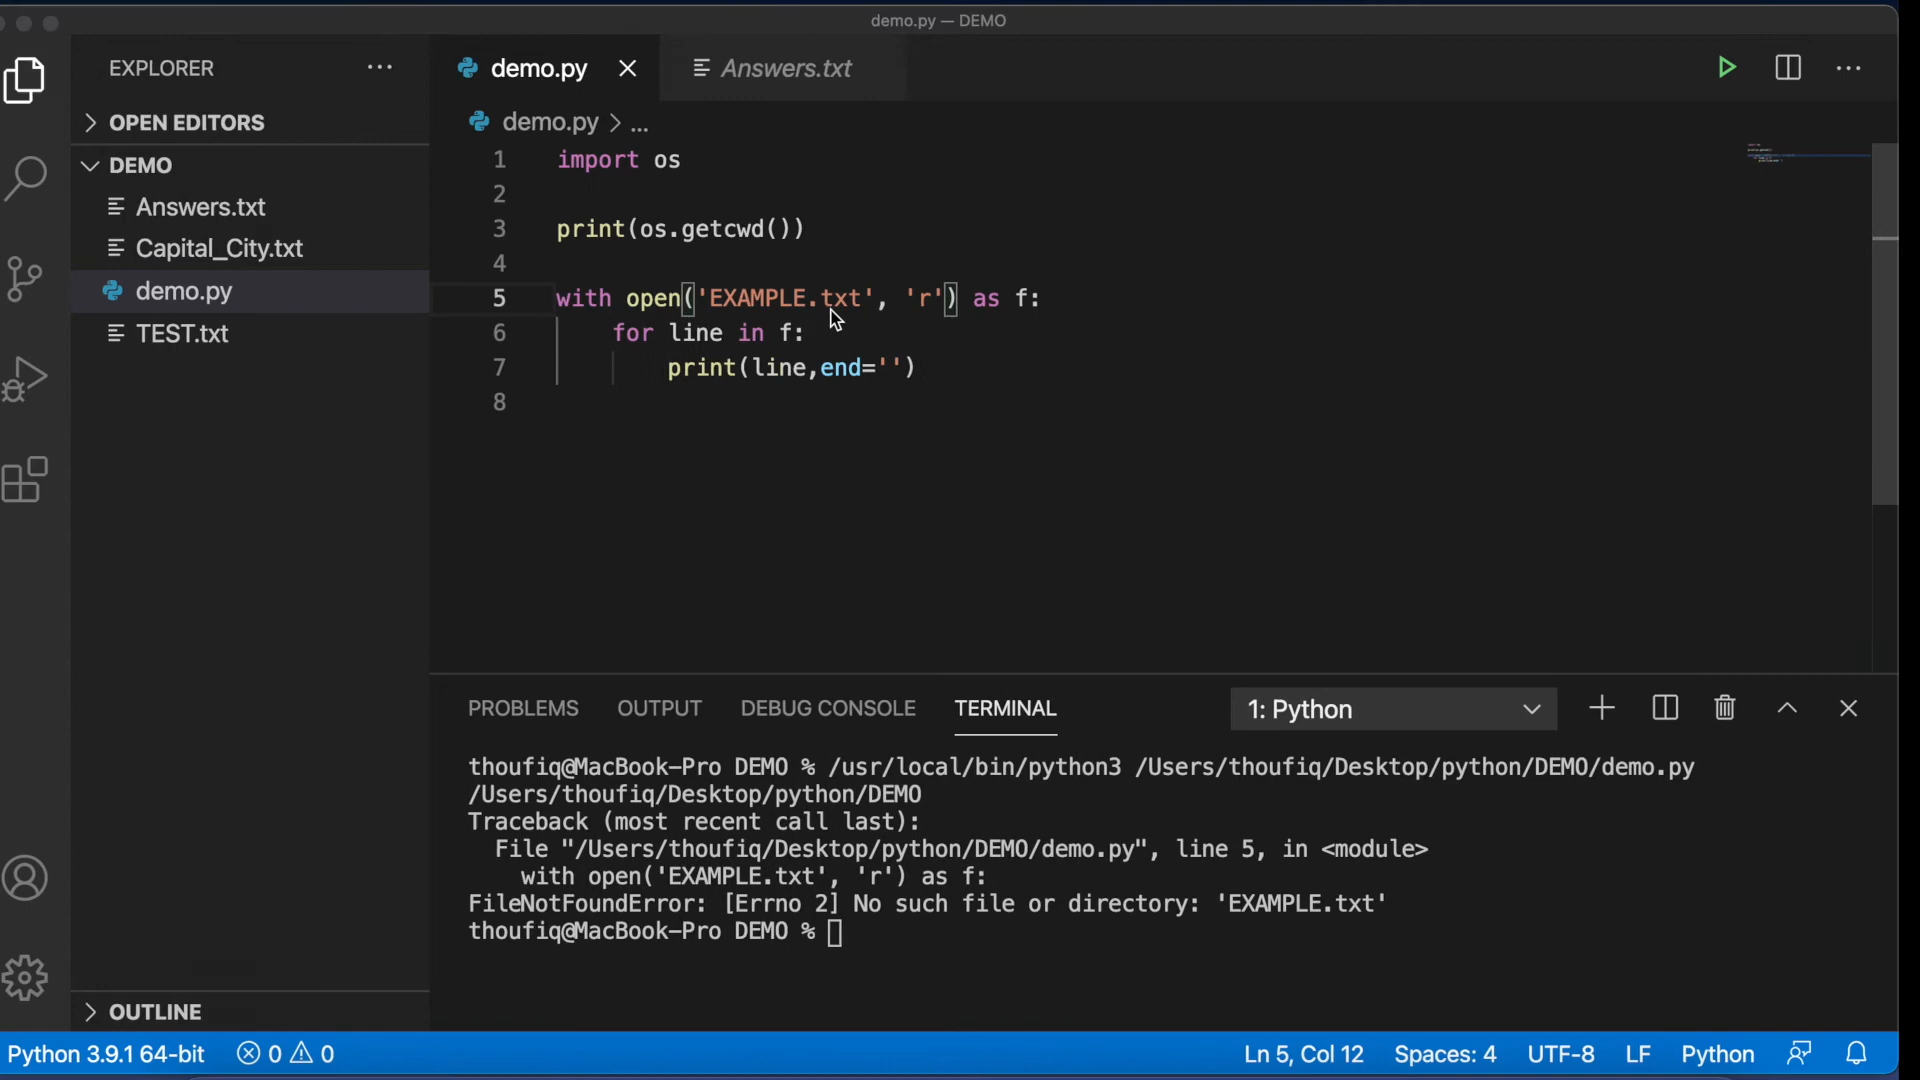 demo.py — DEMO
EXPLORER
OPEN EDITORS
DEMO
Answers.txt
Capital_City.txt
demo.py
TEST.txt
OUTLINE
demo.py
Answers.txt
demo.py > ...
1 import os
2
3 print(os.getcwd())
4
5 with open('EXAMPLE.txt', 'r') as f:
6 for line in f:
7 print(line,end='')
8
PROBLEMS OUTPUT DEBUG CONSOLE TERMINAL 1: Python
thoufiq@MacBook-Pro DEMO % /usr/local/bin/python3 /Users/thoufiq/Desktop/python/DEMO/demo.py
/Users/thoufiq/Desktop/python/DEMO
Traceback (most recent call last):
File "/Users/thoufiq/Desktop/python/DEMO/demo.py", line 5, in <module>
with open('EXAMPLE.txt', 'r') as f:
FileNotFoundError: [Errno 2] No such file or directory: 'EXAMPLE.txt'
thoufiq@MacBook-Pro DEMO %
Python 3.9.1 64-bit 0 0 Ln 5, Col 12 Spaces: 4 UTF-8 LF Python